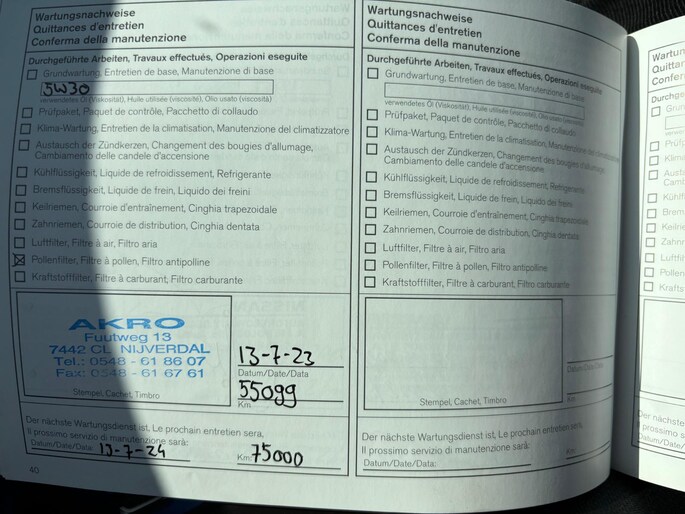 Wartungsnachweise
Quittances d'entretien
Conferma della manutenzione
Durchgeführte Arbeiten, Travaux effectués, Operazioni eseguite
Grundwartung, Entretien de base, Manutenzione di base
5W30
verwendetes Öl (Viskosität), Huile utilisée (viscosité), Olio usato (viscosità)
Prüfpaket, Paquet de contrôle, Pacchetto di collaudo
Klima-Wartung, Entretien de la climatisation, Manutenzione del climatizzatore
Austausch der Zündkerzen, Changement des bougies d'allumage,
Cambiamento delle candele d'accensione
Kühlflüssigkeit, Liquide de refroidissement, Refrigerante
Bremsflüssigkeit, Liquide de frein, Liquido dei freini
Keilriemen, Courroie d'entraînement, Cinghia trapezoidale
Zahnriemen, Courroie de distribution, Cinghia dentata
Luftfilter, Filtre à air, Filtro aria
Pollenfilter, Filtre à pollen, Filtro antipolline
Kraftstofffilter, Filtre à carburant, Filtro carburante
AKRO
Fuutweg 13
7442 CL NIJVERDAL
Tel.: 0548 - 61 86 07
Fax: 0548 - 61 67 61
Stempel, Cachet, Timbro
13-7-23
Datum/Date/Data
55099
Km
Der nächste Wartungsdienst ist, Le prochain entretien sera,
Il prossimo servizio di manutenzione sarà:
Datum/Date/Data: 13-7-24 Km: 75000
40
Wartungsnachweise
Quittances d'entretien
Conferma della manutenzione
Durchgeführte Arbeiten, Travaux effectués, Operazioni eseguite
Grundwartung, Entretien de base, Manutenzione di base
verwendetes Öl (Viskosität), Huile utilisée (viscosité), Olio usato (viscosità)
Prüfpaket, Paquet de contrôle, Pacchetto di collaudo
Klima-Wartung, Entretien de la climatisation, Manutenzione del climatizzatore
Austausch der Zündkerzen, Changement des bougies d'allumage,
Cambiamento delle candele d'accensione
Kühlflüssigkeit, Liquide de refroidissement, Refrigerante
Bremsflüssigkeit, Liquide de frein, Liquido dei freini
Keilriemen, Courroie d'entraînement, Cinghia trapezoidale
Zahnriemen, Courroie de distribution, Cinghia dentata
Luftfilter, Filtre à air, Filtro aria
Pollenfilter, Filtre à pollen, Filtro antipolline
Kraftstofffilter, Filtre à carburant, Filtro carburante
Stempel, Cachet, Timbro
Datum/Date/Data
Km
Der nächste Wartungsdienst ist, Le prochain entretien sera,
Il prossimo servizio di manutenzione sarà:
Datum/Date/Data: Km: